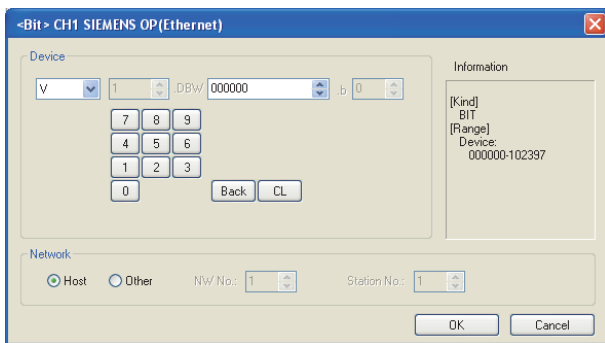 <Bit> CH1 SIEMENS OP(Ethernet)
Device
V 1 .DBW 000000 .b 0
7 8 9
4 5 6
1 2 3
0 Back CL
Information
[Kind]
BIT
[Range]
Device:
000000-102397
Network
Host Other NW No.: 1 Station No.: 1
OK Cancel